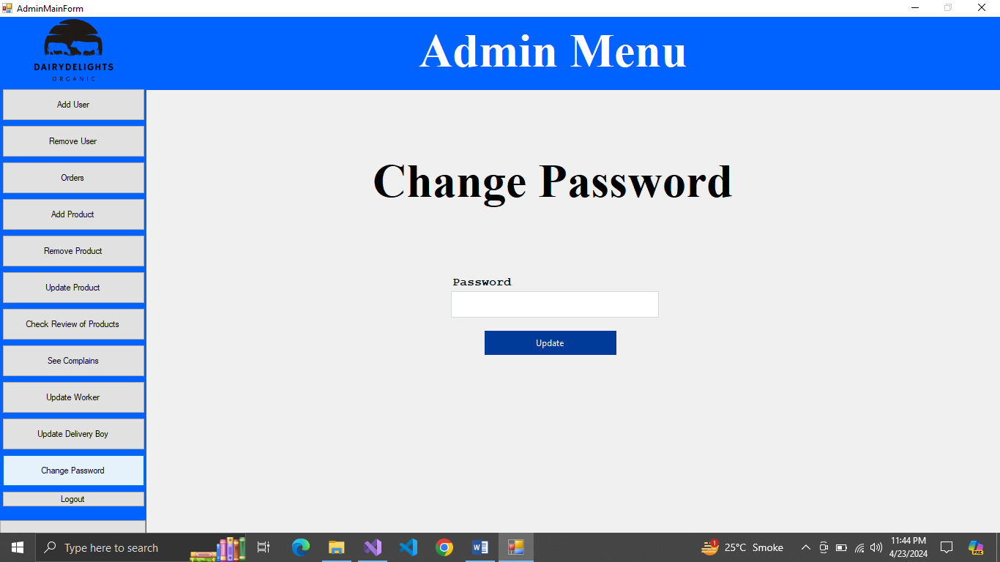 AdminMainForm
DAIRYDELIGHTS
ORGANIC
Admin Menu
Add User
Remove User
Orders
Add Product
Remove Product
Update Product
Check Review of Products
See Complains
Update Worker
Update Delivery Boy
Change Password
Logout
Change Password
Password
Update
Type here to search
1
25°C Smoke
11:44 PM
4/23/2024
PRE